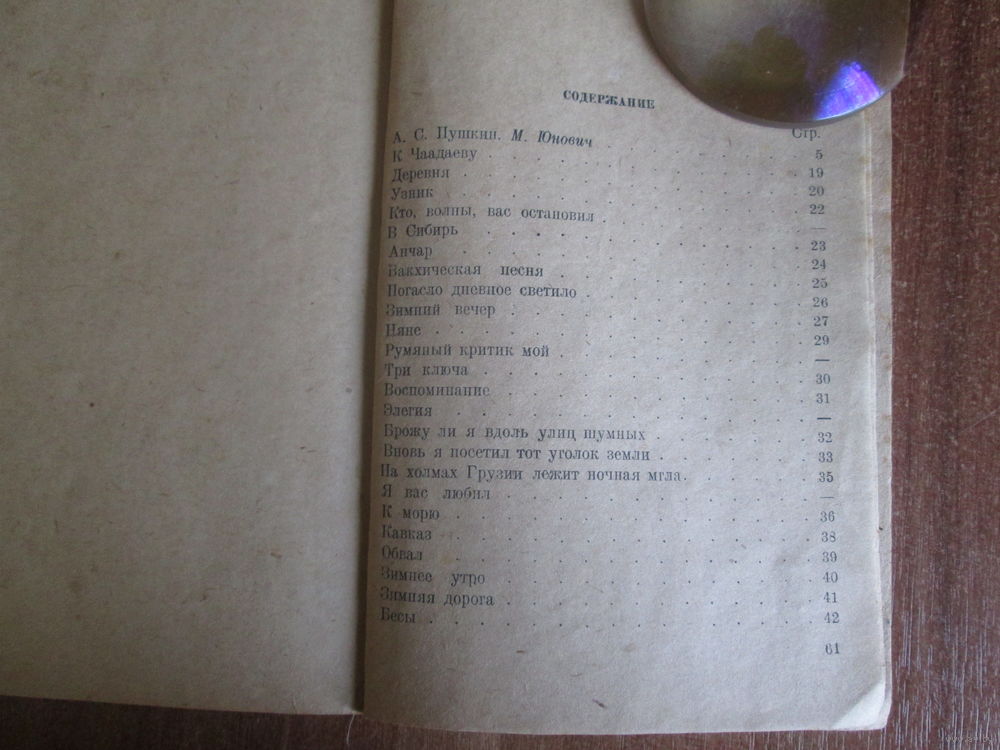 СОДЕРЖАНИЕ
Стр.
А. С. Пушкин. М. Юнович . . . . . . 5
К Чаадаеву . . . . . . 19
Деревня . . . . . . 20
Узник . . . . . . 22
Кто, волны, вас остановил . . . . . . —
В Сибирь . . . . . . 23
Анчар . . . . . . 24
Вакхическая песня . . . . . . 25
Погасло дневное светило . . . . . . 26
Зимний вечер . . . . . . 27
Няне . . . . . . 29
Румяный критик мой . . . . . . —
Три ключа . . . . . . 30
Воспоминание . . . . . . 31
Элегия . . . . . . —
Брожу ли я вдоль улиц шумных . . . . . . 32
Вновь я посетил тот уголок земли . . . . . . 33
На холмах Грузии лежит ночная мгла . . . . . . 35
Я вас любил . . . . . . —
К морю . . . . . . 36
Кавказ . . . . . . 38
Обвал . . . . . . 39
Зимнее утро . . . . . . 40
Зимняя дорога . . . . . . 41
Бесы . . . . . . 42
61